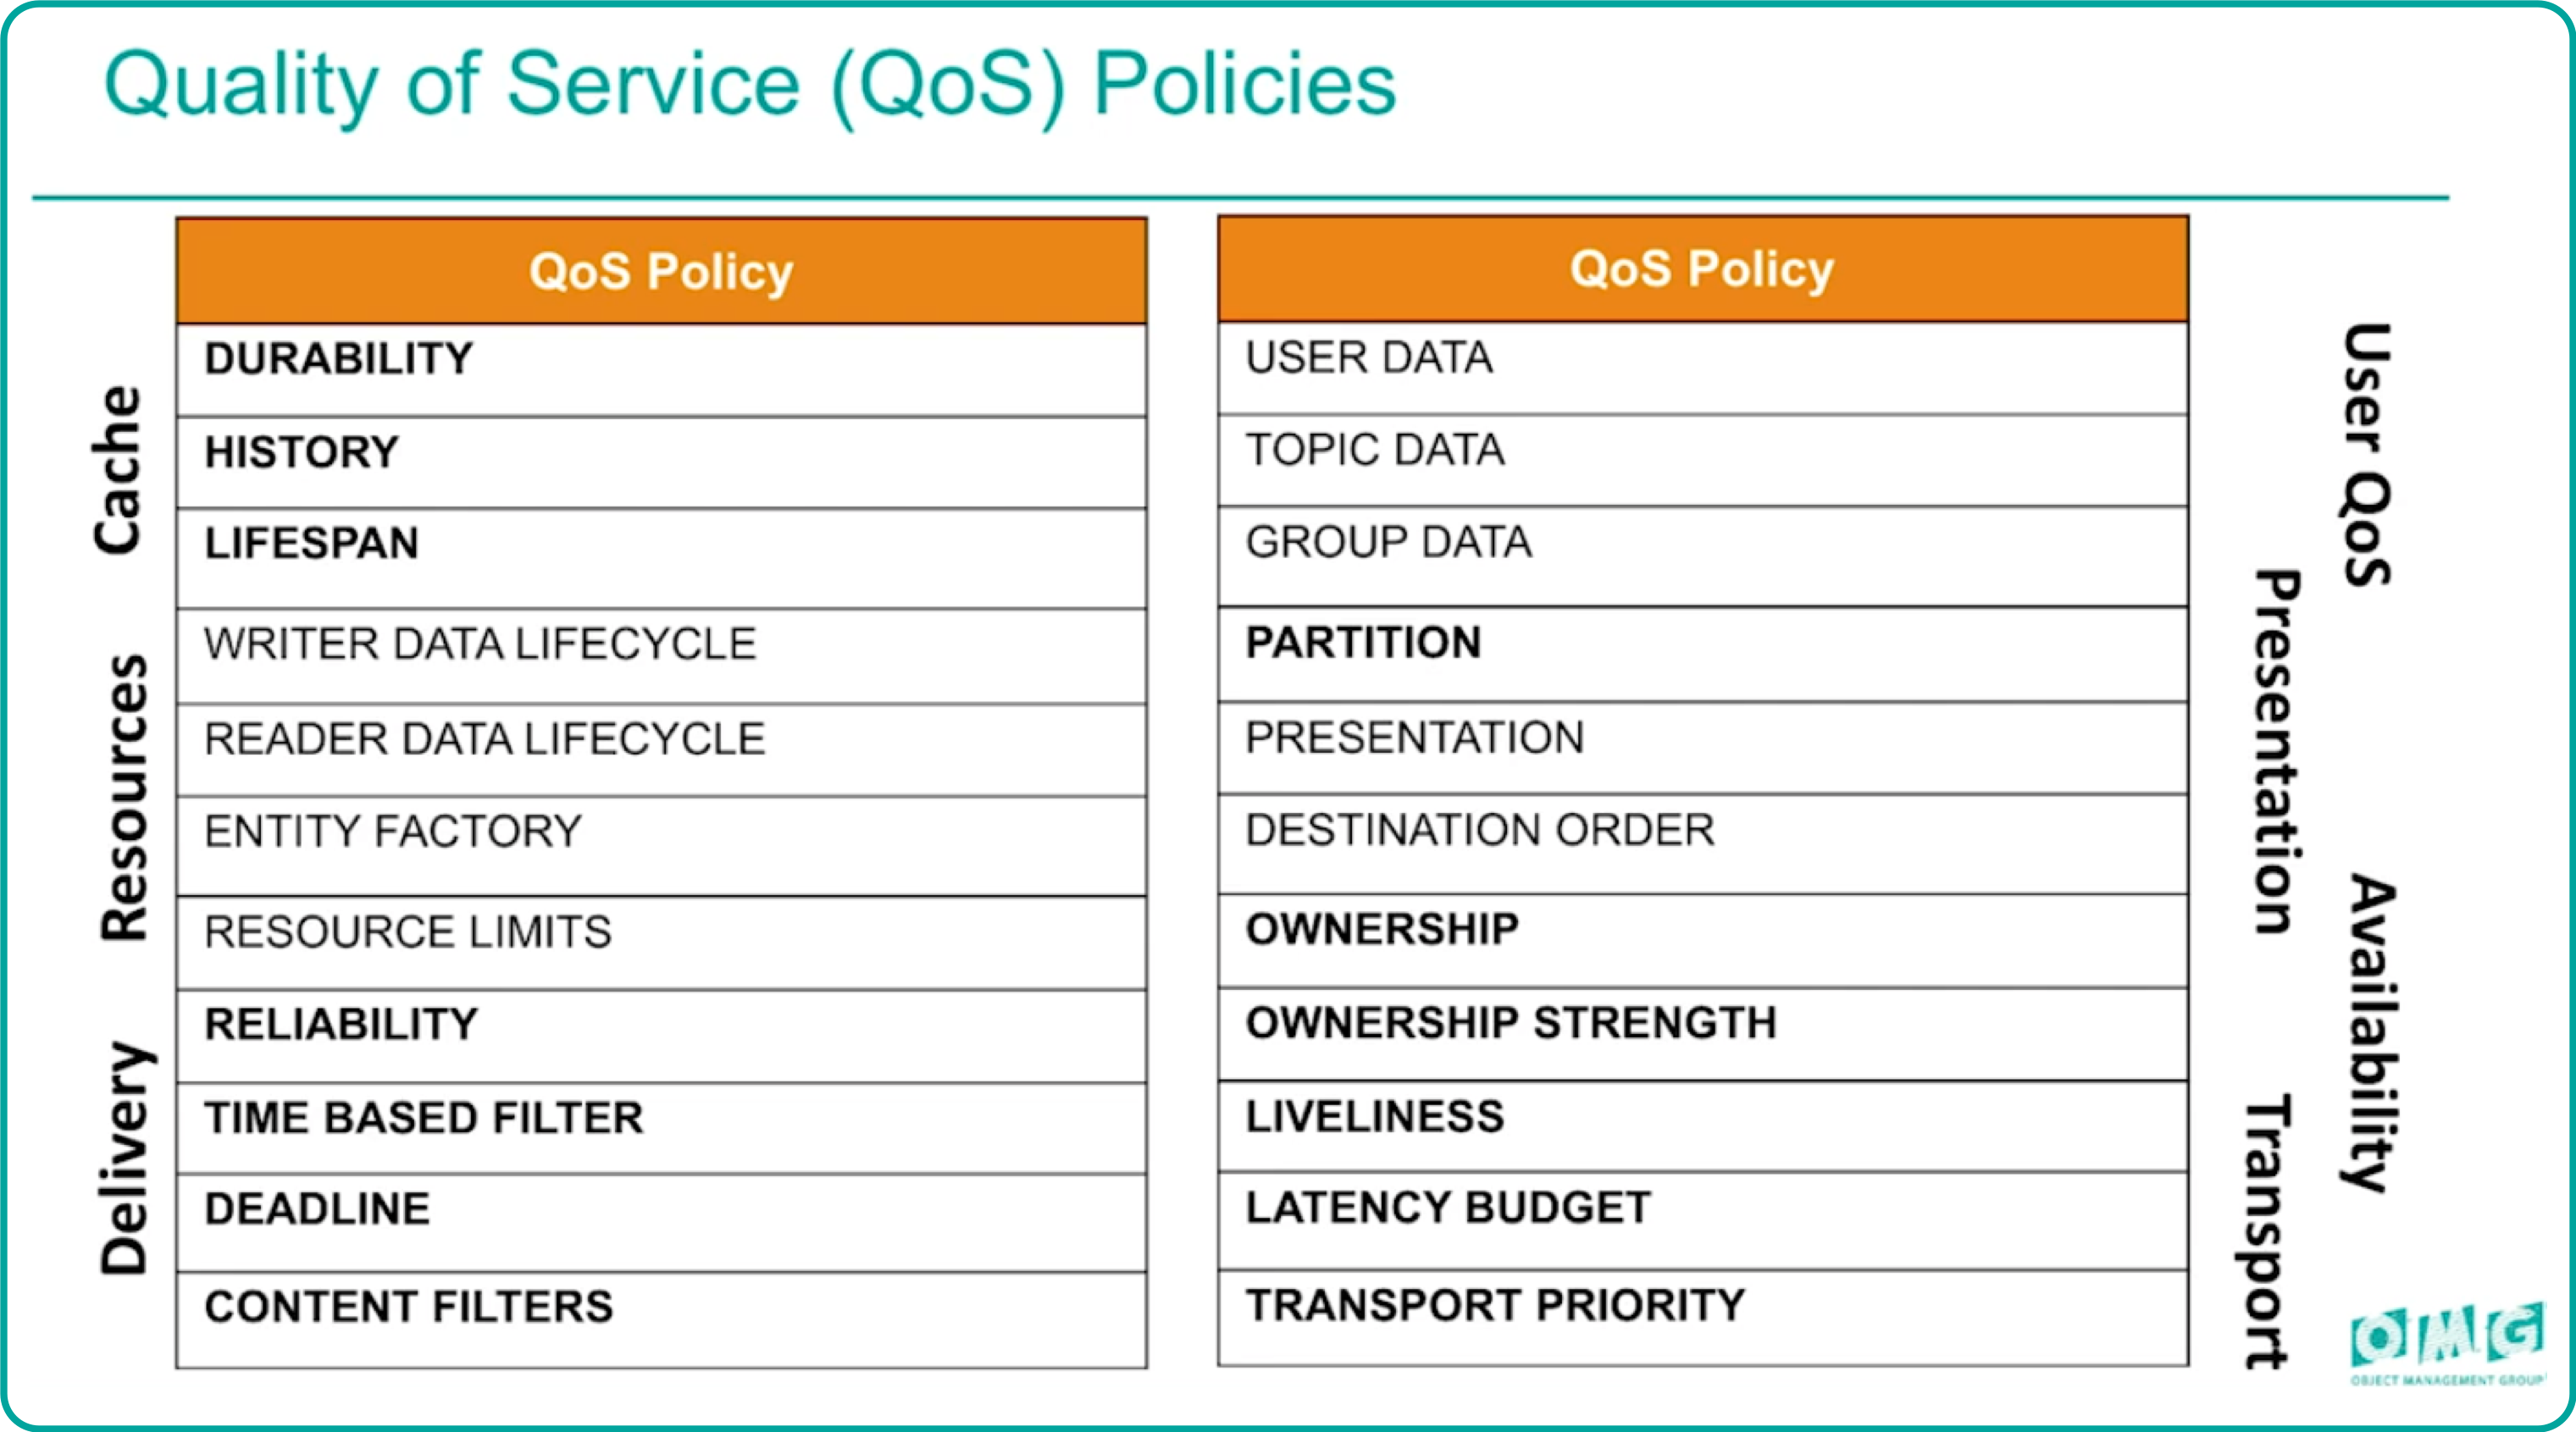 Quality of Service (QoS) Policies
Cache
Resources
Delivery
QoS Policy
DURABILITY
HISTORY
LIFESPAN
WRITER DATA LIFECYCLE
READER DATA LIFECYCLE
ENTITY FACTORY
RESOURCE LIMITS
RELIABILITY
TIME BASED FILTER
DEADLINE
CONTENT FILTERS
QoS Policy
USER DATA
TOPIC DATA
GROUP DATA
PARTITION
PRESENTATION
DESTINATION ORDER
OWNERSHIP
OWNERSHIP STRENGTH
LIVELINESS
LATENCY BUDGET
TRANSPORT PRIORITY
User QoS
Presentation
Availability
Transport
OMG
OBJECT MANAGEMENT GROUP